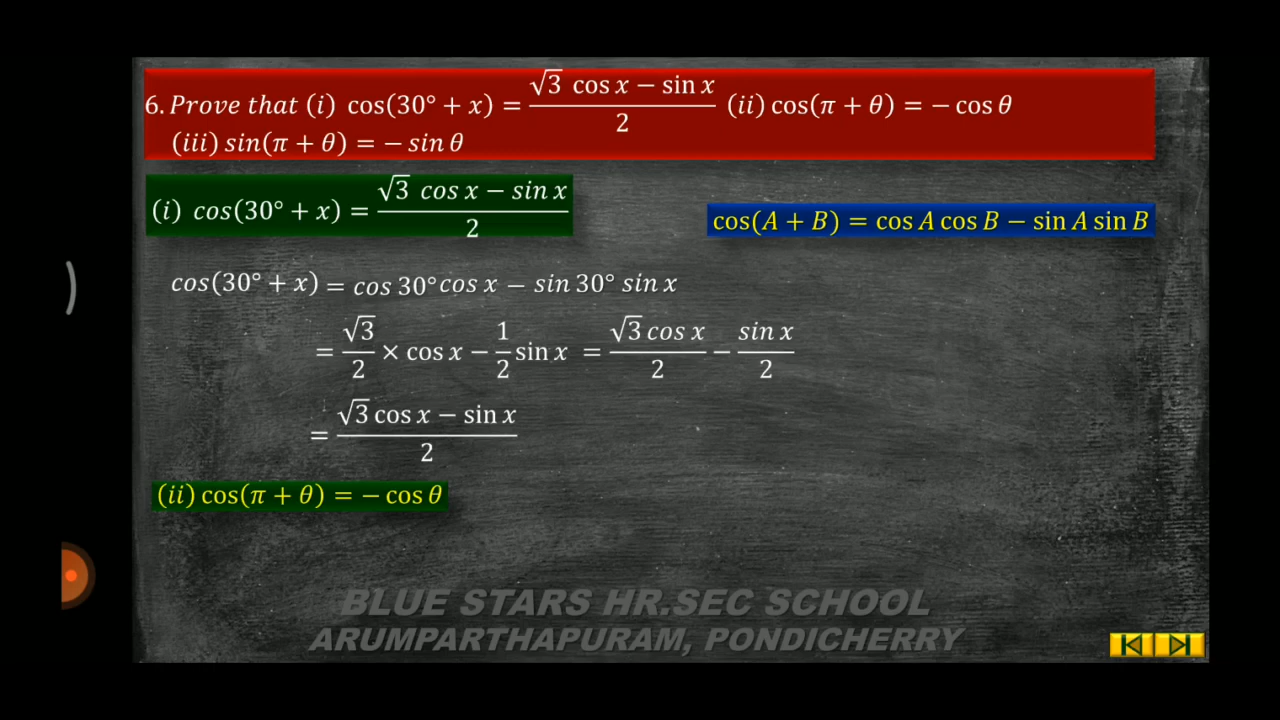 6. Prove that (i) cos(30° + x) = (√3 cos x − sin x)/2 (ii) cos(π + θ) = − cos θ
(iii) sin(π + θ) = − sin θ
(i) cos(30° + x) = (√3 cos x − sin x)/2
cos(A + B) = cos A cos B − sin A sin B
cos(30° + x) = cos 30° cos x − sin 30° sin x
= √3/2 × cos x − 1/2 sin x = √3 cos x/2 − sin x/2
= (√3 cos x − sin x)/2
(ii) cos(π + θ) = − cos θ
BLUE STARS HR.SEC SCHOOL
ARUMPARTHAPURAM, PONDICHERRY